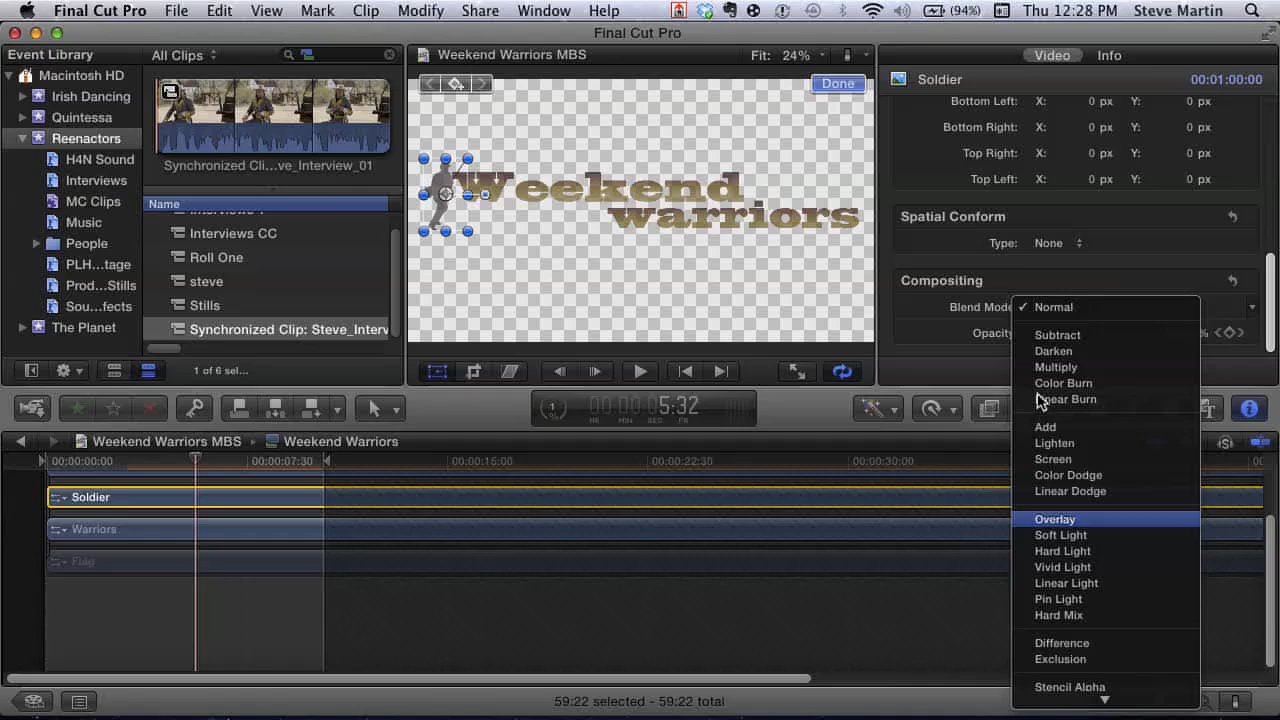 Final Cut Pro File Edit View Mark Clip Modify Share Window Help (94%) Thu 12:28 PM Steve Martin
Final Cut Pro
Event Library
Macintosh HD
Irish Dancing
Quintessa
Reenactors
H4N Sound
Interviews
MC Clips
Music
People
PLH...tage
Prod...Stills
Sou...fects
The Planet
All Clips
Synchronized Cli...ve_Interview_01
Name
Interviews CC
Roll One
steve
Stills
Synchronized Clip: Steve_Interv
1 of 6 sel...
Weekend Warriors MBS Fit: 24%
Done
Weekend
warriors
Video Info
Soldier 00:01:00:00
Bottom Left: X: 0 px Y: 0 px
Bottom Right: X: 0 px Y: 0 px
Top Right: X: 0 px Y: 0 px
Top Left: X: 0 px Y: 0 px
Spatial Conform
Type: None
Compositing
Blend Mod
Opacity %
✓ Normal
Subtract
Darken
Multiply
Color Burn
Burn
Add
Lighten
Screen
Color Dodge
Linear Dodge
Overlay
Soft Light
Hard Light
Vivid Light
Linear Light
Pin Light
Hard Mix
Difference
Exclusion
Stencil Alpha
00:00:00 5:32
HR MIN SEC FR
Weekend Warriors MBS Weekend Warriors
00:00:00:00 00:00:07:30 00:00:15:00 00:00:22:30 00:00:30:00 00
Soldier
Warriors
Flag
59:22 selected - 59:22 total